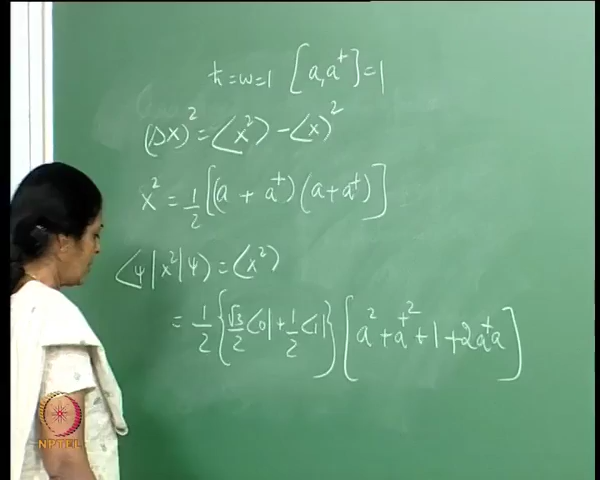 ħ=ω=1 [a,a†]=1
(Δx)² = ⟨x²⟩ - ⟨x⟩²
x² = 1/2 [(a + a†)(a+a†)]
⟨ψ|x²|ψ⟩ = ⟨x²⟩
= 1/2 {√3/2 ⟨0| + 1/2 ⟨1|} [a² + a†² + 1 + 2a†a]
NPTEL